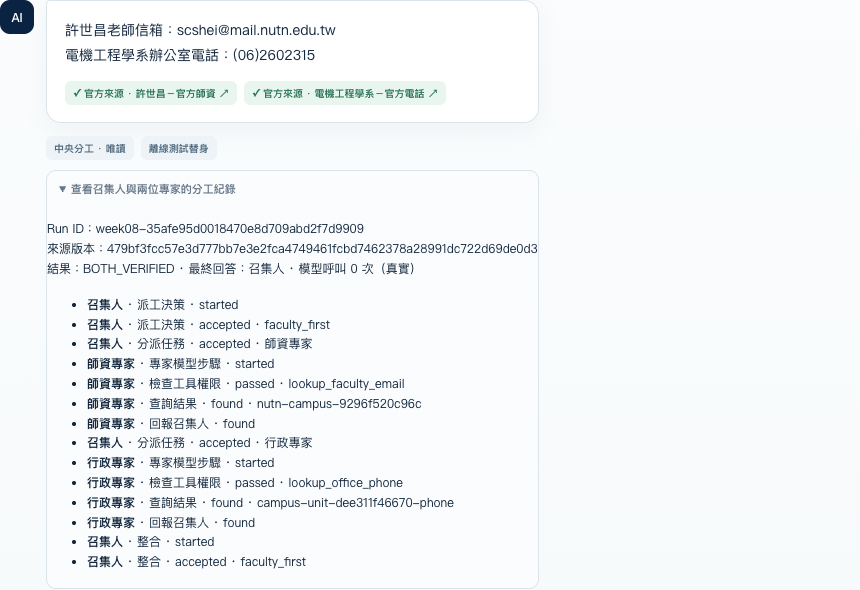 AI
許世昌老師信箱：scshei@mail.nutn.edu.tw
電機工程學系辦公室電話：(06)2602315
✓ 官方來源 · 許世昌－官方師資 ↗ ✓ 官方來源 · 電機工程學系－官方電話 ↗
中央分工 · 唯讀 離線測試替身
▼ 查看召集人與兩位專家的分工紀錄
Run ID：week08-35afe95d0018470e8d709abd2f7d9909
來源版本：479bf3fcc57e3d777bb7e3e2fca4749461fcbd7462378a28991dc722d69de0d3
結果：BOTH_VERIFIED · 最終回答：召集人 · 模型呼叫 0 次（真實）
• 召集人 · 派工決策 · started
• 召集人 · 派工決策 · accepted · faculty_first
• 召集人 · 分派任務 · accepted · 師資專家
• 師資專家 · 專家模型步驟 · started
• 師資專家 · 檢查工具權限 · passed · lookup_faculty_email
• 師資專家 · 查詢結果 · found · nutn-campus-9296f520c96c
• 師資專家 · 回報召集人 · found
• 召集人 · 分派任務 · accepted · 行政專家
• 行政專家 · 專家模型步驟 · started
• 行政專家 · 檢查工具權限 · passed · lookup_office_phone
• 行政專家 · 查詢結果 · found · campus-unit-dee311f46670-phone
• 行政專家 · 回報召集人 · found
• 召集人 · 整合 · started
• 召集人 · 整合 · accepted · faculty_first